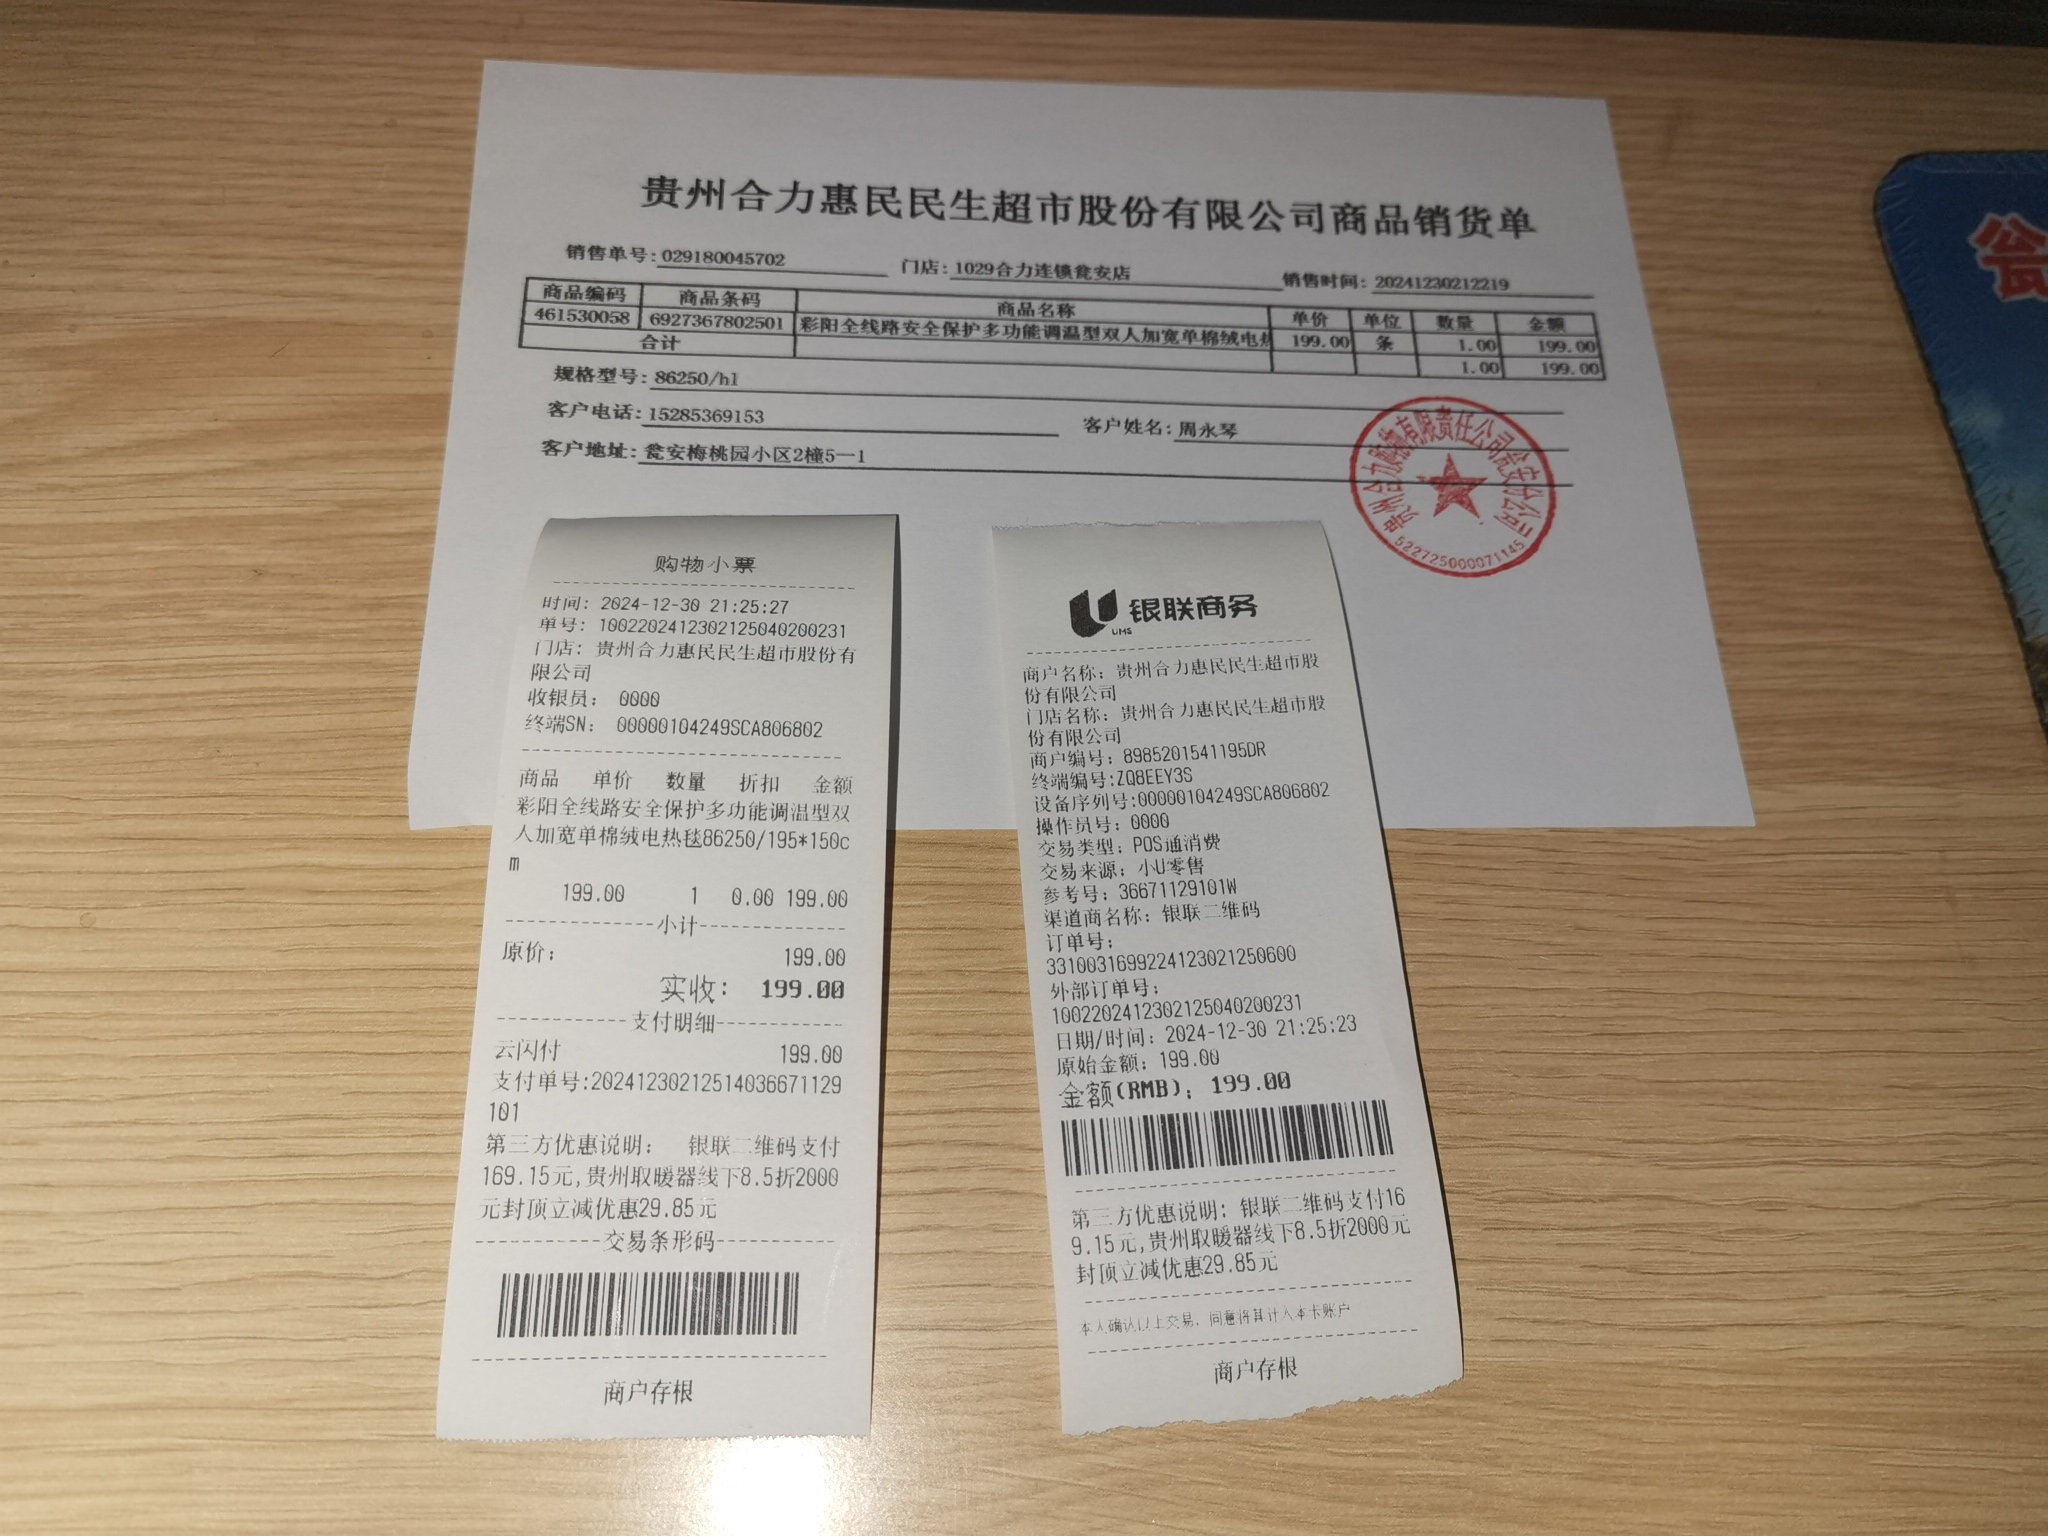 贵州合力惠民民生超市股份有限公司商品销货单
销售单号:029180045702 门店:1029合力连锁瓮安店 销售时间:20241230212219
商品编码 商品条码 商品名称 单价 单位 数量 金额
461530058 6927367802501 彩阳全线路安全保护多功能调温型双人加宽单棉绒电热 199.00 条 1.00 199.00
合计 1.00 199.00
规格型号:86250/hl
客户电话:15285369153 客户姓名:周永琴
客户地址:瓮安梅桃园小区2幢5—1
贵州合力购物有限责任公司瓮安分公司
522725000071145
购物小票
时间: 2024-12-30 21:25:27
单号: 1002202412302125040200231
门店: 贵州合力惠民民生超市股份有
限公司
收银员: 0000
终端SN: 00000104249SCA806802
商品 单价 数量 折扣 金额
彩阳全线路安全保护多功能调温型双
人加宽单棉绒电热毯86250/195*150c
m
199.00 1 0.00 199.00
小计
原价: 199.00
实收: 199.00
支付明细
云闪付 199.00
支付单号:20241230212514036671129
101
第三方优惠说明: 银联二维码支付
169.15元,贵州取暖器线下8.5折2000
元封顶立减优惠29.85元
交易条形码
商户存根
银联商务
UMS
商户名称: 贵州合力惠民民生超市股
份有限公司
门店名称: 贵州合力惠民民生超市股
份有限公司
商户编号: 8985201541195DR
终端编号:ZQ8EEY3S
设备序列号:00000104249SCA806802
操作员号: 0000
交易类型: POS通消费
交易来源: 小U零售
参考号: 36671129101W
渠道商名称: 银联二维码
订单号:
33100316992241230212506​00
外部订单号:
1002202412302125040200231
日期/时间: 2024-12-30 21:25:23
原始金额: 199.00
金额(RMB): 199.00
第三方优惠说明: 银联二维码支付16
9.15元,贵州取暖器线下8.5折2000元
封顶立减优惠29.85元
本人确认以上交易, 同意将其计入本卡账户
商户存根
瓮